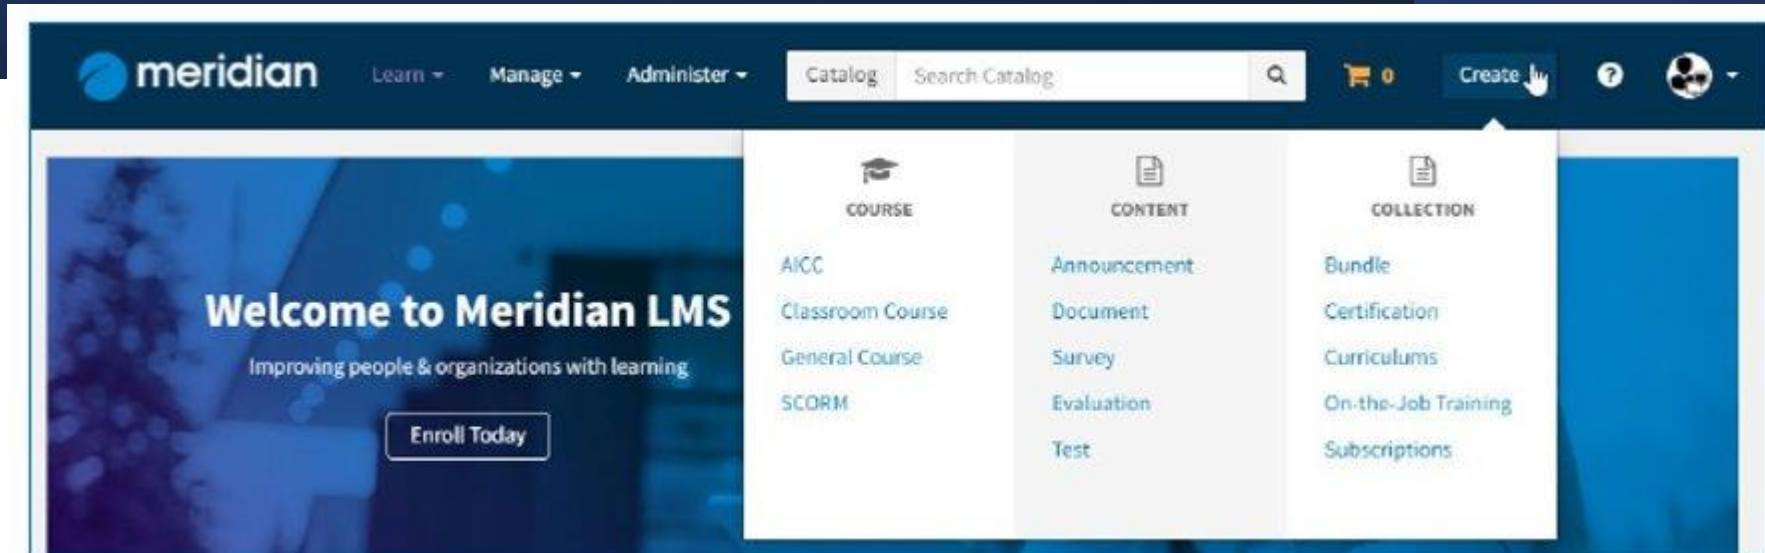 meridian Learn Manage Administer Catalog Search Catalog 0 Create ?
COURSE CONTENT COLLECTION
AICC Announcement Bundle
Classroom Course Document Certification
General Course Survey Curriculums
SCORM Evaluation On-the-Job Training
Test Subscriptions
Welcome to Meridian LMS
Improving people & organizations with learning
Enroll Today